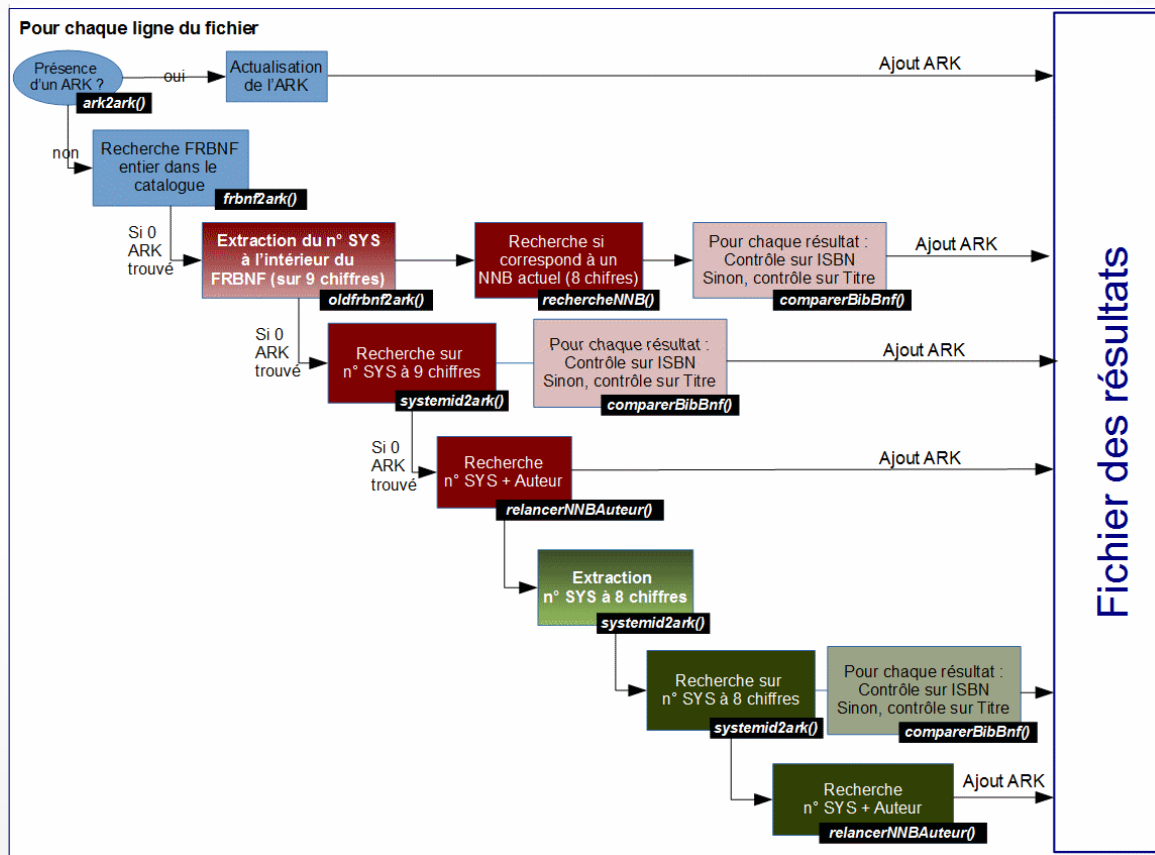 Pour chaque ligne du fichier
Présence
d'un ARK ?
ark2ark()
oui
Actualisation
de l'ARK
Ajout ARK
non
Recherche FRBNF
entier dans le
catalogue
frbnf2ark()
Si 0
ARK
trouvé
Extraction du n° SYS
à l'intérieur du
FRBNF (sur 9 chiffres)
oldfrbnf2ark()
Recherche si
correspond à un
NNB actuel (8 chifres)
rechercheNNB()
Pour chaque résultat :
Contrôle sur ISBN
Sinon, contrôle sur Titre
comparerBibBnf()
Ajout ARK
Si 0
ARK
trouvé
Recherche sur
n° SYS à 9 chiffres
systemid2ark()
Pour chaque résultat :
Contrôle sur ISBN
Sinon, contrôle sur Titre
comparerBibBnf()
Ajout ARK
Si 0
ARK
trouvé
Recherche
n° SYS + Auteur
relancerNNBAuteur()
Ajout ARK
Extraction
n° SYS à 8 chiffres
systemid2ark()
Recherche sur
n° SYS à 8 chiffres
systemid2ark()
Pour chaque résultat :
Contrôle sur ISBN
Sinon, contrôle sur Titre
comparerBibBnf()
Recherche
n° SYS + Auteur
relancerNNBAuteur()
Ajout ARK
Fichier des résultats